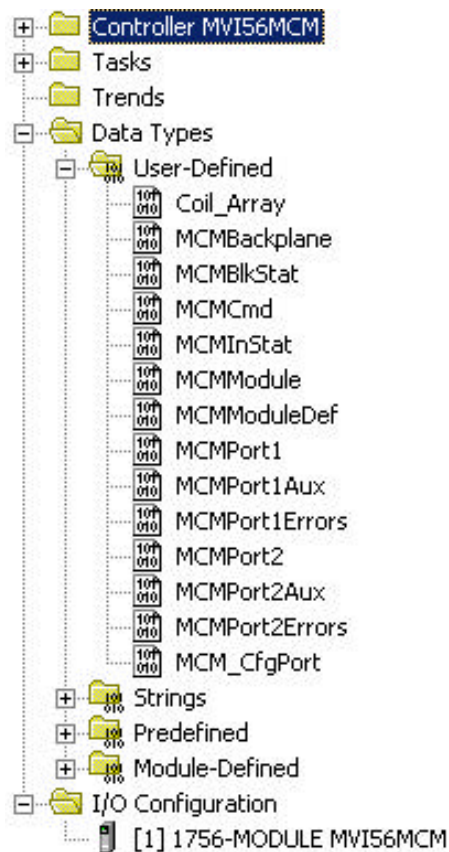 Controller MVI56MCM
Tasks
Trends
Data Types
User-Defined
Coil_Array
MCMBackplane
MCMBlkStat
MCMCmd
MCMInStat
MCMModule
MCMModuleDef
MCMPort1
MCMPort1Aux
MCMPort1Errors
MCMPort2
MCMPort2Aux
MCMPort2Errors
MCM_CfgPort
Strings
Predefined
Module-Defined
I/O Configuration
[1] 1756-MODULE MVI56MCM